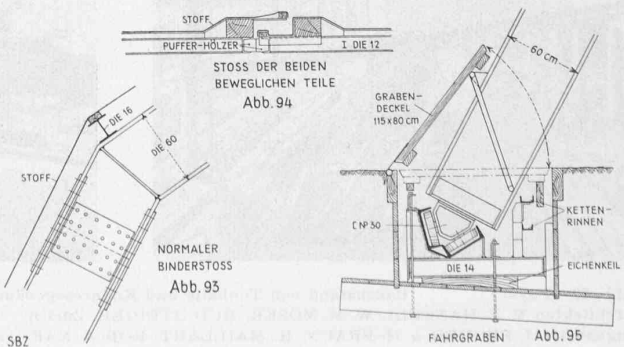 STOFF
PUFFER-HÖLZER
I DIE 12
STOSS DER BEIDEN
BEWEGLICHEN TEILE
Abb. 94
DIE 16
STOFF
DIE 60
NORMALER
BINDERSTOSS
Abb. 93
SBZ
60 cm
GRABEN-
DECKEL
115 x 80 cm
[ Nº 30
KETTEN-
RINNEN
DIE 14
EICHENKEIL
FAHRGRABEN
Abb. 95